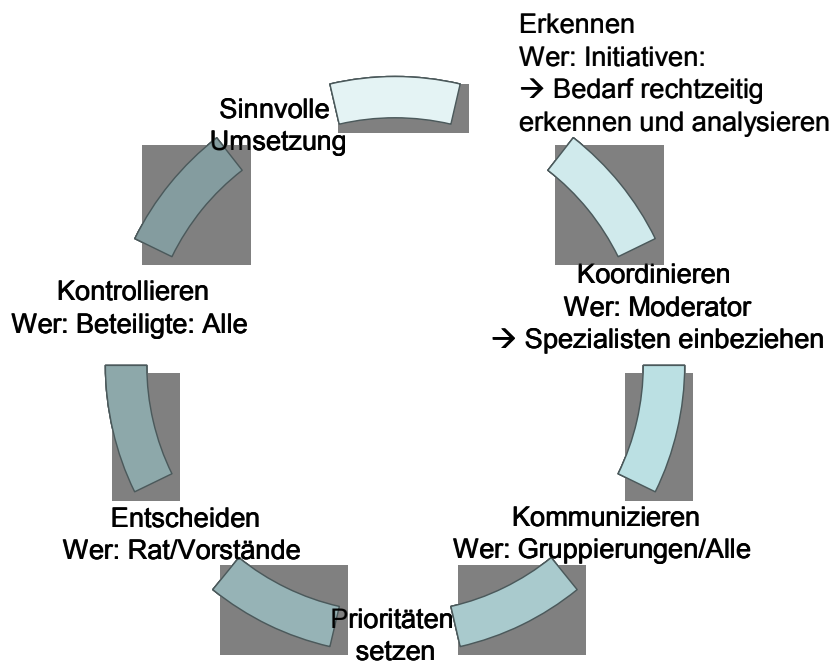 Erkennen
Wer: Initiativen:
→ Bedarf rechtzeitig
erkennen und analysieren
Koordinieren
Wer: Moderator
→ Spezialisten einbeziehen
Kommunizieren
Wer: Gruppierungen/Alle
Prioritäten
setzen
Entscheiden
Wer: Rat/Vorstände
Kontrollieren
Wer: Beteiligte: Alle
Sinnvolle
Umsetzung